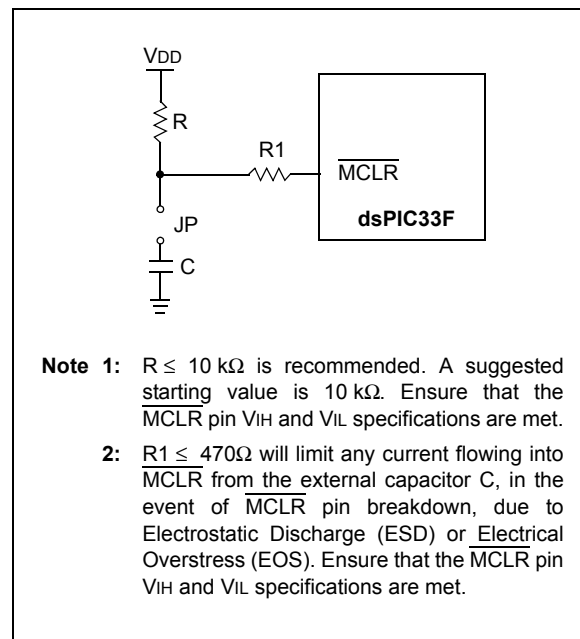 VDD
R
R1
MCLR
JP
dsPIC33F
C
Note 1: R ≤ 10 kΩ is recommended. A suggested
starting value is 10 kΩ. Ensure that the
MCLR pin VIH and VIL specifications are met.
2: R1 ≤ 470Ω will limit any current flowing into
MCLR from the external capacitor C, in the
event of MCLR pin breakdown, due to
Electrostatic Discharge (ESD) or Electrical
Overstress (EOS). Ensure that the MCLR pin
VIH and VIL specifications are met.